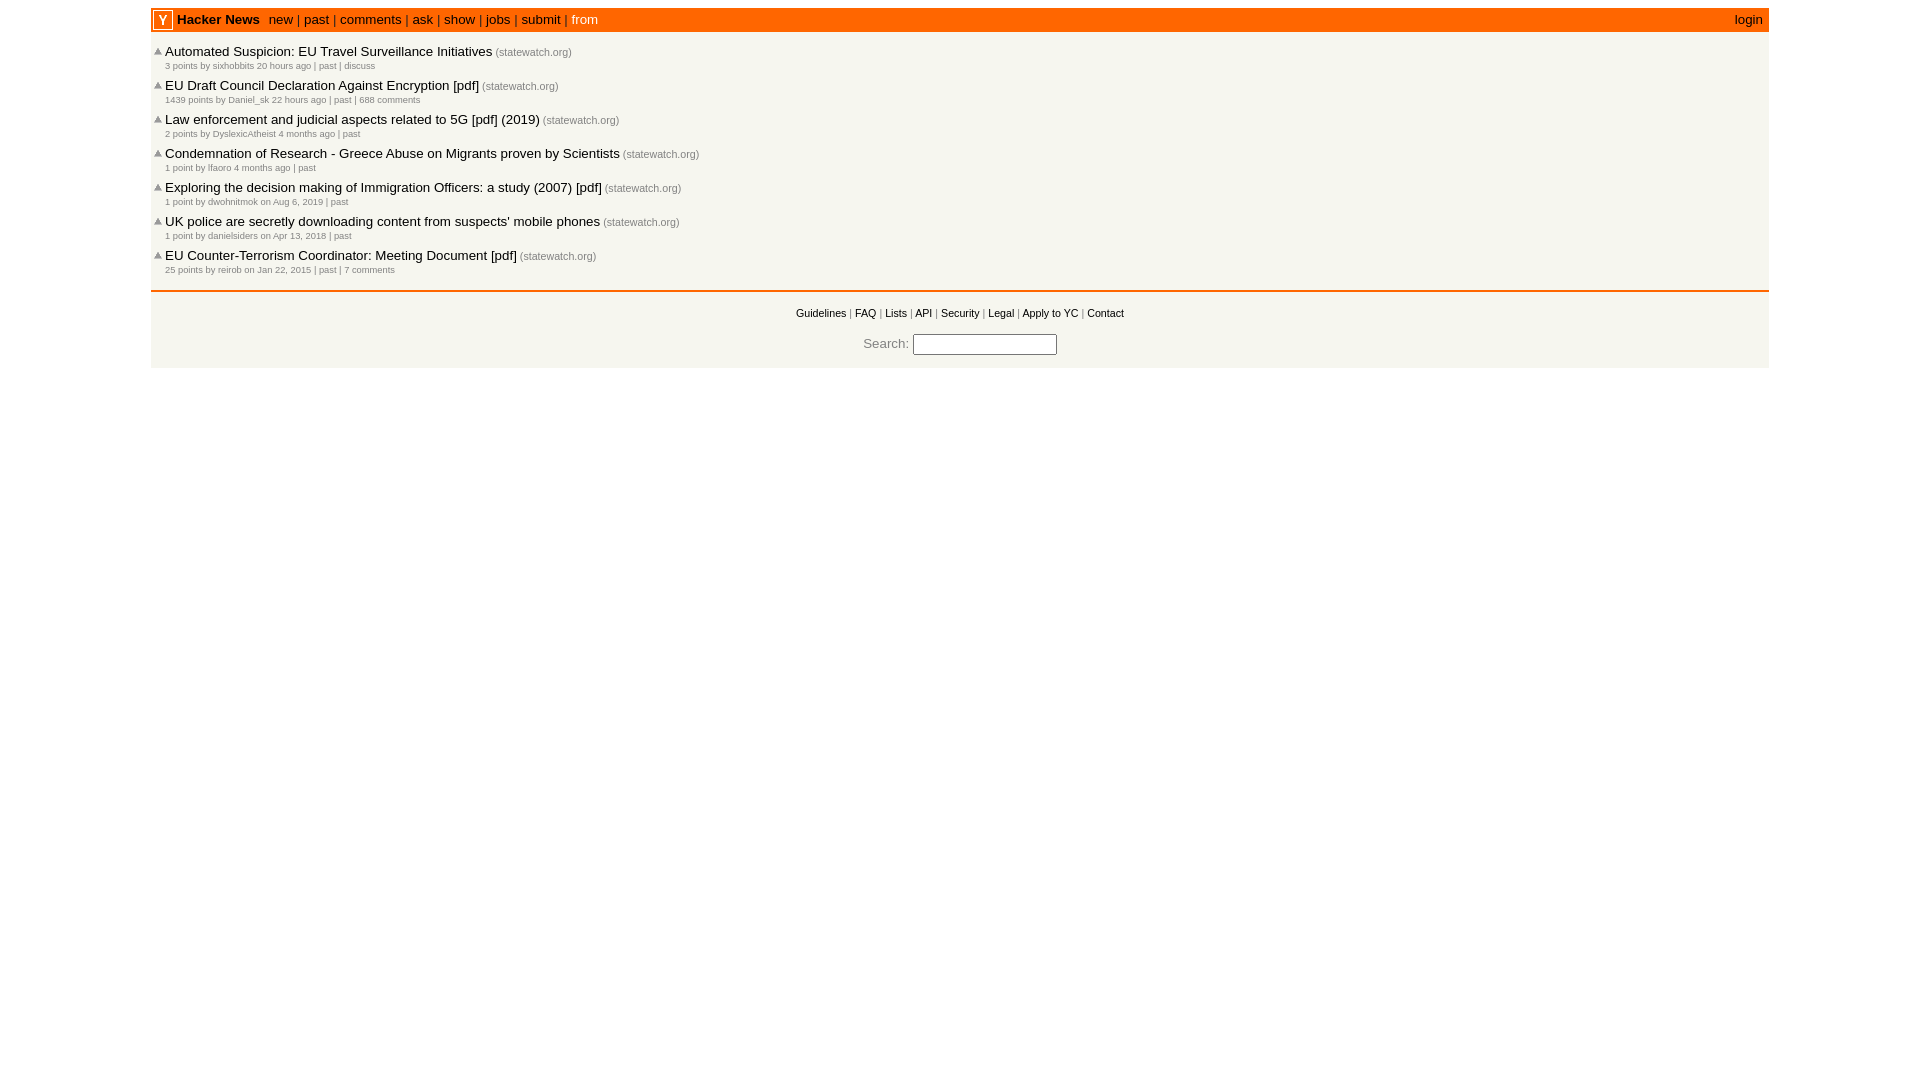 Y Hacker News new | past | comments | ask | show | jobs | submit | from login
Automated Suspicion: EU Travel Surveillance Initiatives (statewatch.org)
3 points by sixhobbits 20 hours ago | past | discuss
EU Draft Council Declaration Against Encryption [pdf] (statewatch.org)
1439 points by Daniel_sk 22 hours ago | past | 688 comments
Law enforcement and judicial aspects related to 5G [pdf] (2019) (statewatch.org)
2 points by DyslexicAtheist 4 months ago | past
Condemnation of Research - Greece Abuse on Migrants proven by Scientists (statewatch.org)
1 point by lfaoro 4 months ago | past
Exploring the decision making of Immigration Officers: a study (2007) [pdf] (statewatch.org)
1 point by dwohnitmok on Aug 6, 2019 | past
UK police are secretly downloading content from suspects' mobile phones (statewatch.org)
1 point by danielsiders on Apr 13, 2018 | past
EU Counter-Terrorism Coordinator: Meeting Document [pdf] (statewatch.org)
25 points by reirob on Jan 22, 2015 | past | 7 comments
Guidelines | FAQ | Lists | API | Security | Legal | Apply to YC | Contact
Search: